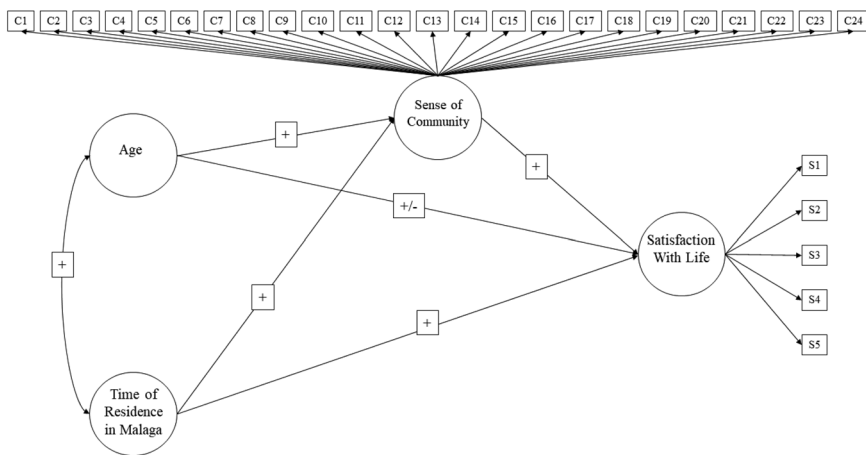 C1 C2 C3 C4 C5 C6 C7 C8 C9 C10 C11 C12 C13 C14 C15 C16 C17 C18 C19 C20 C21 C22 C23 C24
Sense of
Community
Age
+
+
+/-
S1
S2
S3
S4
S5
Satisfaction
With Life
+
+
+
Time of
Residence
in Malaga